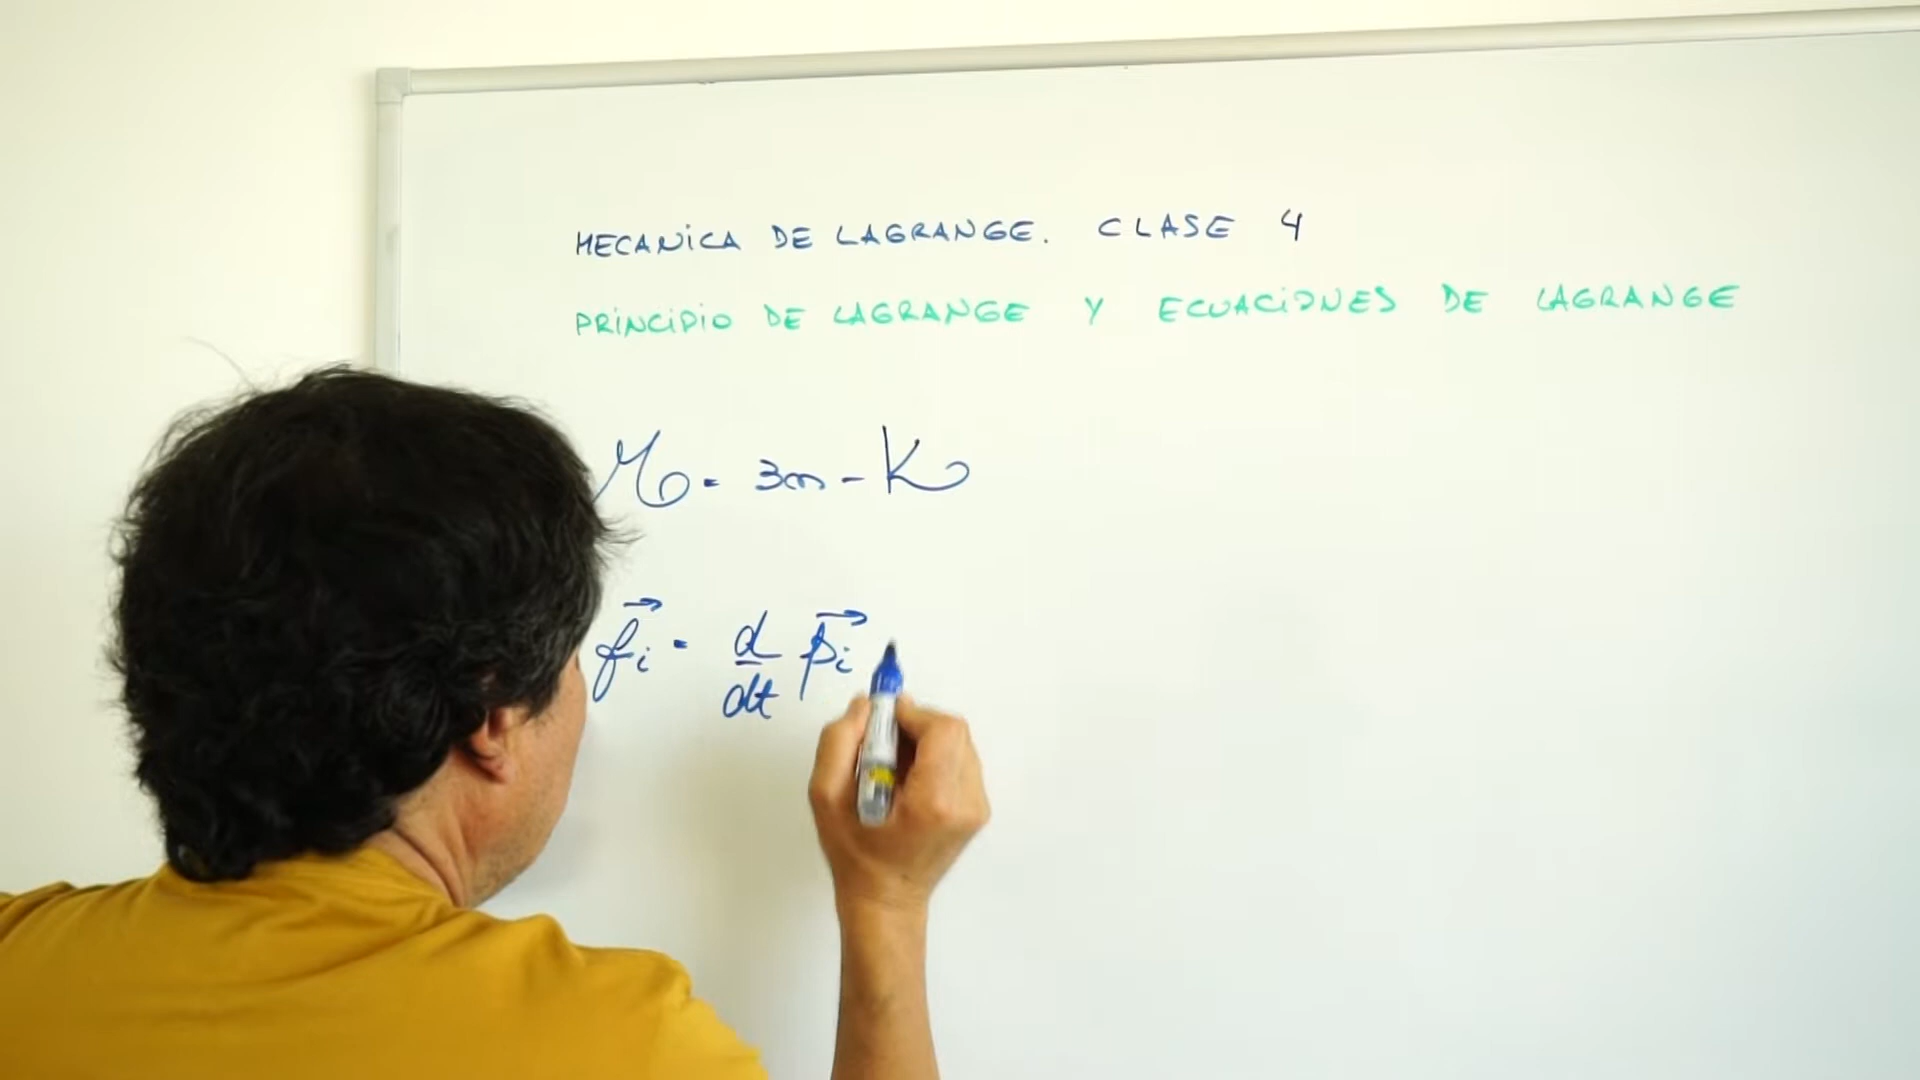 MECANICA DE LAGRANGE. CLASE 4
PRINCIPIO DE LAGRANGE Y ECUACIONES DE LAGRANGE
M = 3m - K
f⃗i = d/dt p⃗i